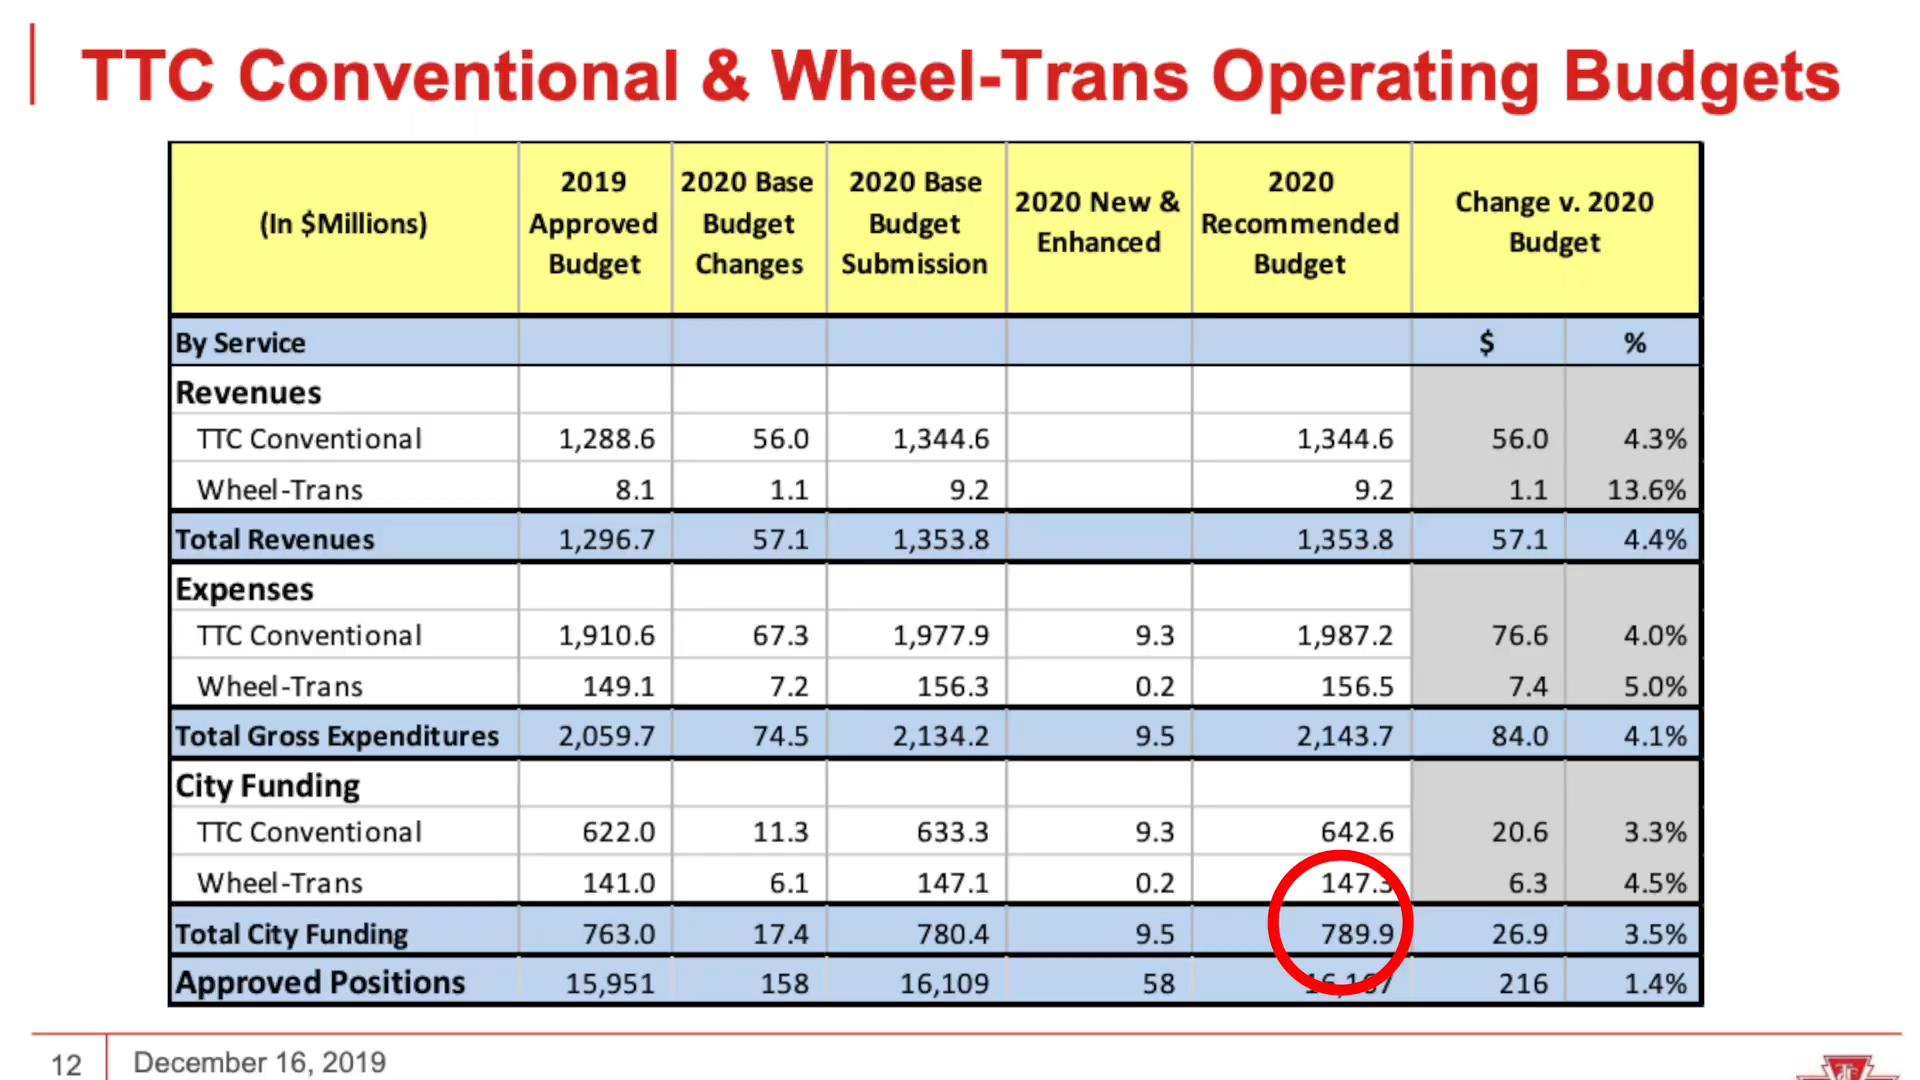 TTC Conventional & Wheel-Trans Operating Budgets
(In $Millions) 2019 Approved Budget 2020 Base Budget Changes 2020 Base Budget Submission 2020 New & Enhanced 2020 Recommended Budget Change v. 2020 Budget
By Service $ %
Revenues
TTC Conventional 1,288.6 56.0 1,344.6 1,344.6 56.0 4.3%
Wheel-Trans 8.1 1.1 9.2 9.2 1.1 13.6%
Total Revenues 1,296.7 57.1 1,353.8 1,353.8 57.1 4.4%
Expenses
TTC Conventional 1,910.6 67.3 1,977.9 9.3 1,987.2 76.6 4.0%
Wheel-Trans 149.1 7.2 156.3 0.2 156.5 7.4 5.0%
Total Gross Expenditures 2,059.7 74.5 2,134.2 9.5 2,143.7 84.0 4.1%
City Funding
TTC Conventional 622.0 11.3 633.3 9.3 642.6 20.6 3.3%
Wheel-Trans 141.0 6.1 147.1 0.2 147.3 6.3 4.5%
Total City Funding 763.0 17.4 780.4 9.5 789.9 26.9 3.5%
Approved Positions 15,951 158 16,109 58 16,167 216 1.4%
12 December 16, 2019